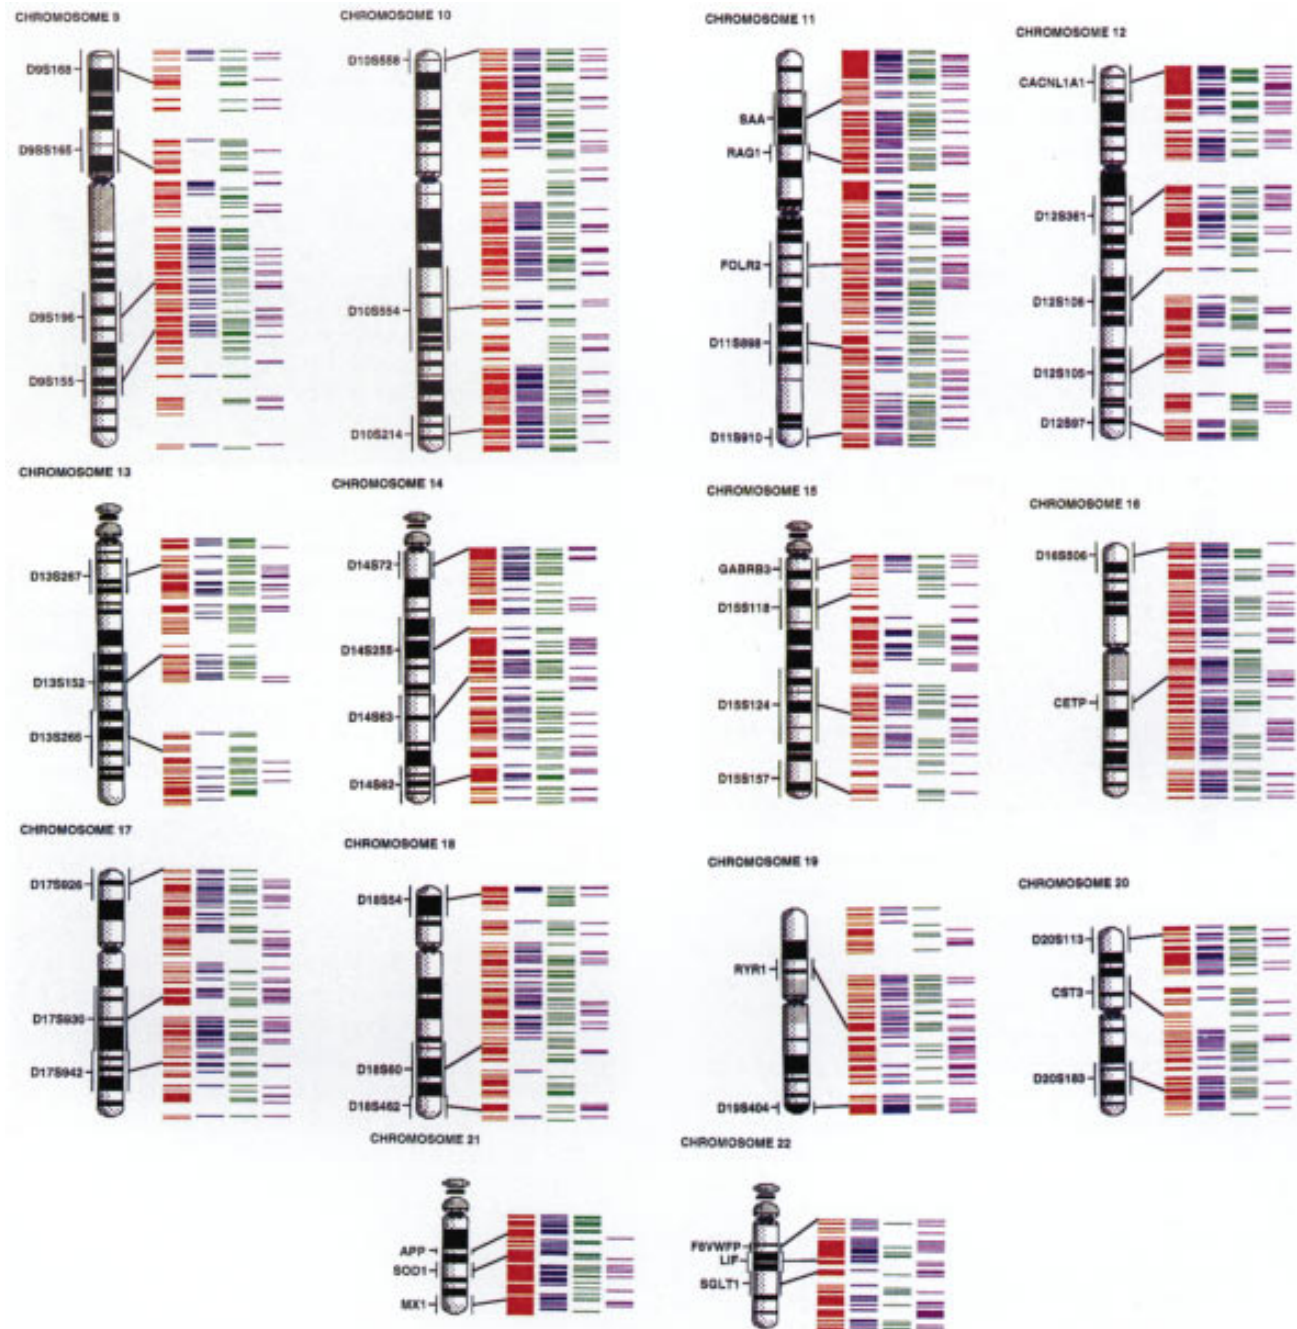 CHROMOSOME 9
D9S168
D9SS165
D9S196
D9S155
CHROMOSOME 10
D10S558
D10S554
D10S214
CHROMOSOME 11
SAA
RAG1
FOLR2
D11S898
D11S910
CHROMOSOME 12
CACNL1A1
D12S361
D12S106
D12S105
D12S97
CHROMOSOME 13
D13S267
D13S152
D13S266
CHROMOSOME 14
D14S72
D14S255
D14S63
D14S62
CHROMOSOME 15
GABRB3
D15S118
D15S124
D15S157
CHROMOSOME 16
D16S506
CETP
CHROMOSOME 17
D17S926
D17S930
D17S942
CHROMOSOME 18
D18S54
D18S60
D18S462
CHROMOSOME 19
RYR1
D19S404
CHROMOSOME 20
D20S113
CST3
D20S183
CHROMOSOME 21
APP
SOD1
MX1
CHROMOSOME 22
F8VWFP
LIF
SGLT1